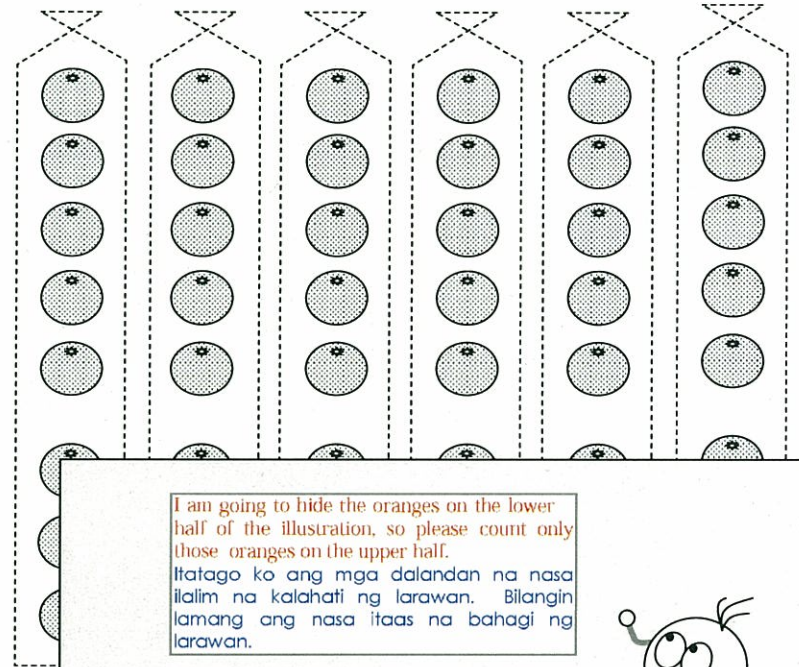 I am going to hide the oranges on the lower
half of the illustration, so please count only
those oranges on the upper half.
Itatago ko ang mga dalandan na nasa
ilalim na kalahati ng larawan. Bilangin
lamang ang nasa itaas na bahagi ng
larawan.